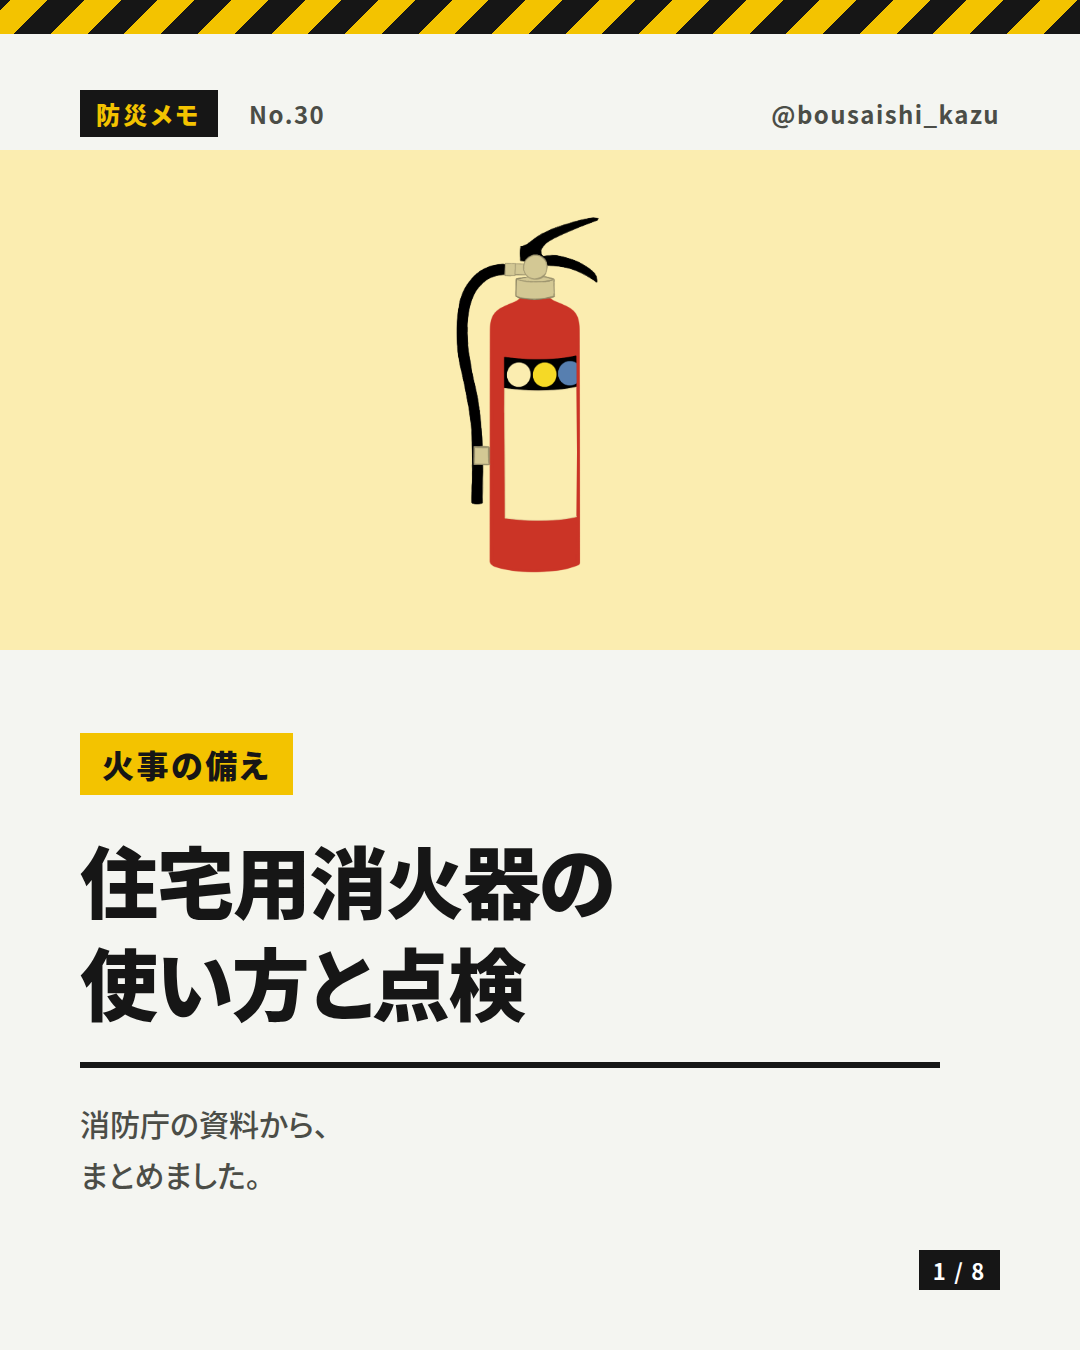 防災メモ No.30 @bousaishi_kazu
火事の備え
住宅用消火器の
使い方と点検
消防庁の資料から、
まとめました。
1 / 8